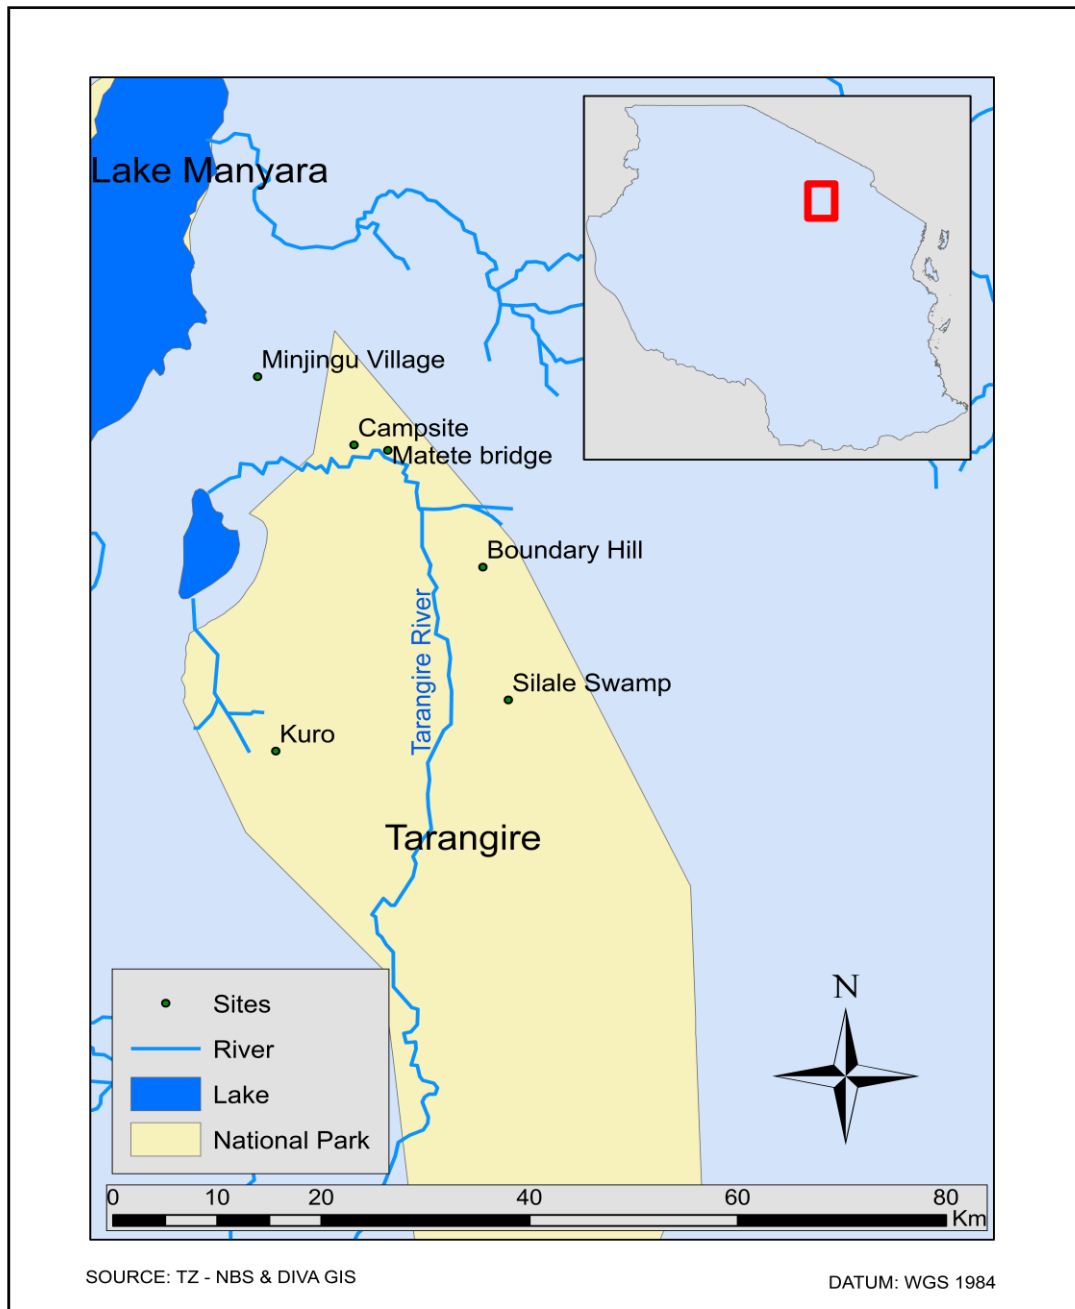 Lake Manyara
Minjingu Village
Campsite
Matete bridge
Boundary Hill
Tarangire River
Silale Swamp
Kuro
Tarangire
N
Sites
River
Lake
National Park
0 10 20 40 60 80
Km
SOURCE: TZ - NBS & DIVA GIS
DATUM: WGS 1984